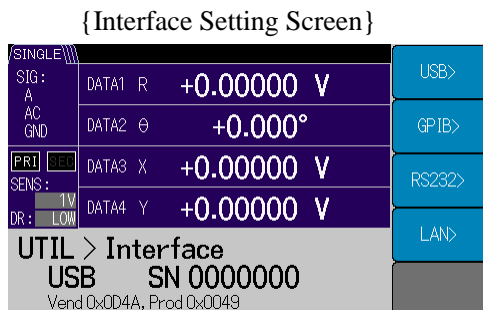 {Interface Setting Screen}
SINGLE
SIG:
A
AC
GND
PRI SEC
SENS:
1V
DR: LOW
DATA1 R +0.00000 V
DATA2 θ +0.000°
DATA3 X +0.00000 V
DATA4 Y +0.00000 V
UTIL > Interface
USB SN 0000000
Vend 0x0D4A, Prod 0x0049
USB>
GPIB>
RS232>
LAN>